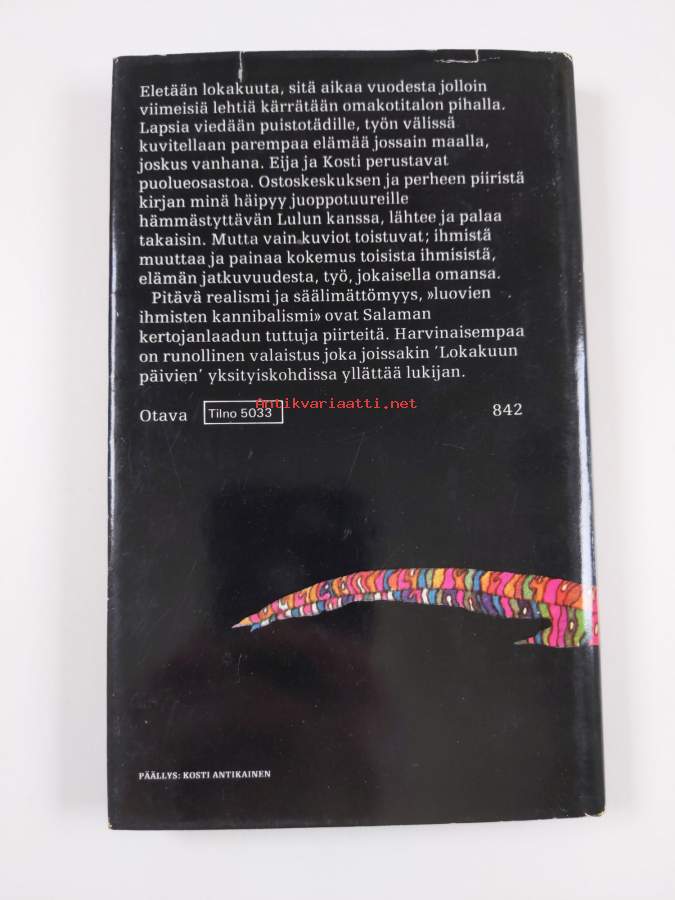 Eletään lokakuuta, sitä aikaa vuodesta jolloin
viimeisiä lehtiä kärrätään omakotitalon pihalla.
Lapsia viedään puistotädille, työn välissä
kuvitellaan parempaa elämää jossain maalla,
joskus vanhana. Eija ja Kosti perustavat
puolueosastoa. Ostoskeskuksen ja perheen piiristä
kirjan minä häipyy juoppotuureille
hämmästyttävän Lulun kanssa, lähtee ja palaa
takaisin. Mutta vain kuviot toistuvat; ihmistä
muuttaa ja painaa kokemus toisista ihmisistä,
elämän jatkuvuudesta, työ, jokaisella omansa.
Pitävä realismi ja säälimättömyys, »luovien
ihmisten kannibalismi» ovat Salaman
kertojanlaadun tuttuja piirteitä. Harvinaisempaa
on runollinen valaistus joka joissakin ’Lokakuun
päivien’ yksityiskohdissa yllättää lukijan.
Antikvariaatti.net
Otava Tilno 5033 842
PÄÄLLYS: KOSTI ANTIKAINEN